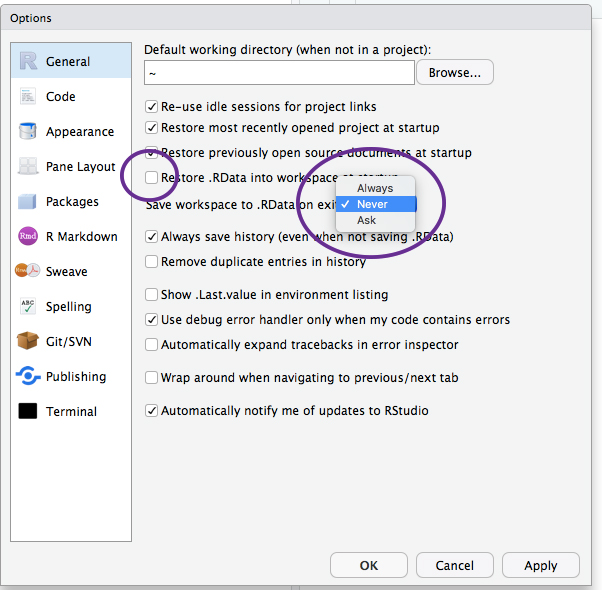 Options
General
Code
Appearance
Pane Layout
Packages
Rmd R Markdown
Sweave
ABC Spelling
Git/SVN
Publishing
Terminal
Default working directory (when not in a project):
~ Browse...
Re-use idle sessions for project links
Restore most recently opened project at startup
Restore previously open source documents at startup
Restore .RData into workspace at startup
Always
Save workspace to .RData on exit Never
Ask
Always save history (even when not saving .RData)
Remove duplicate entries in history
Show .Last.value in environment listing
Use debug error handler only when my code contains errors
Automatically expand tracebacks in error inspector
Wrap around when navigating to previous/next tab
Automatically notify me of updates to RStudio
OK Cancel Apply